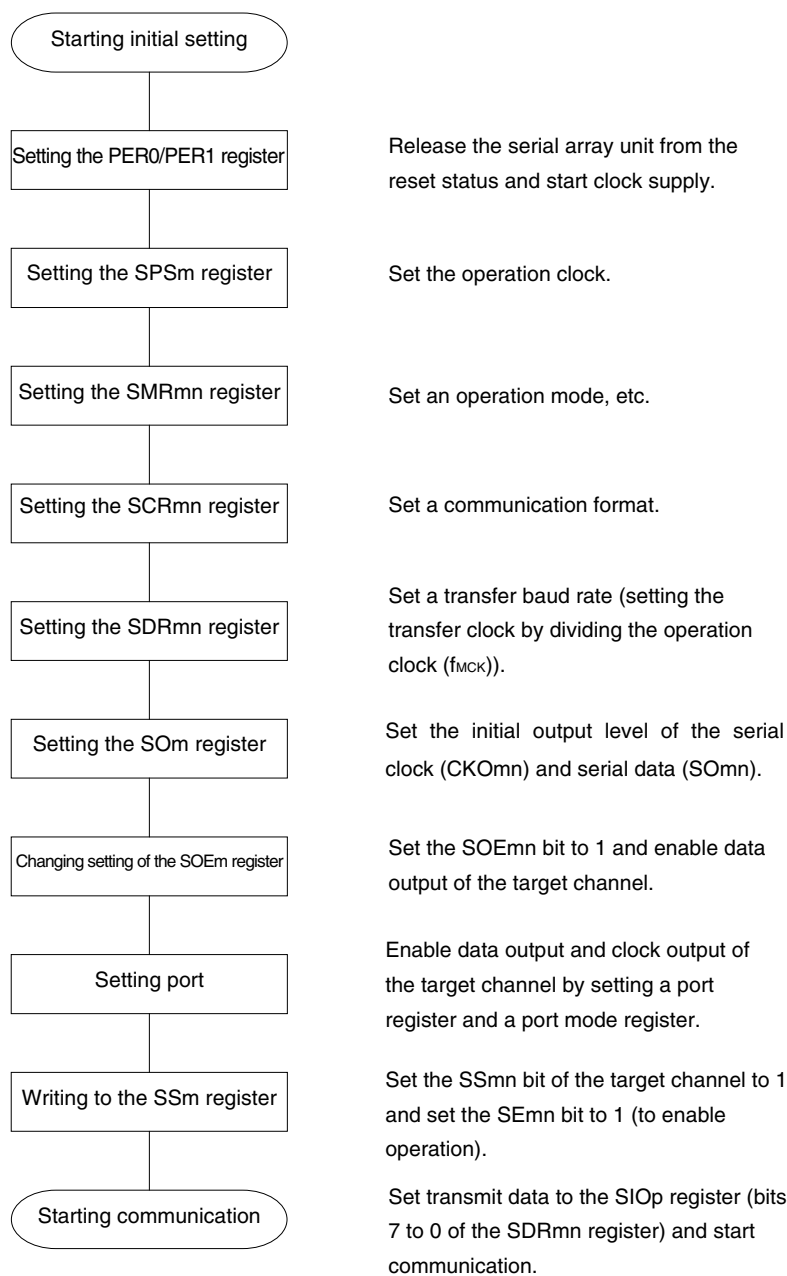 Starting initial setting
Setting the PER0/PER1 register
Release the serial array unit from the
reset status and start clock supply.
Setting the SPSm register
Set the operation clock.
Setting the SMRmn register
Set an operation mode, etc.
Setting the SCRmn register
Set a communication format.
Setting the SDRmn register
Set a transfer baud rate (setting the
transfer clock by dividing the operation
clock (fMCK)).
Setting the SOm register
Set the initial output level of the serial
clock (CKOmn) and serial data (SOmn).
Changing setting of the SOEm register
Set the SOEmn bit to 1 and enable data
output of the target channel.
Setting port
Enable data output and clock output of
the target channel by setting a port
register and a port mode register.
Writing to the SSm register
Set the SSmn bit of the target channel to 1
and set the SEmn bit to 1 (to enable
operation).
Starting communication
Set transmit data to the SIOp register (bits
7 to 0 of the SDRmn register) and start
communication.